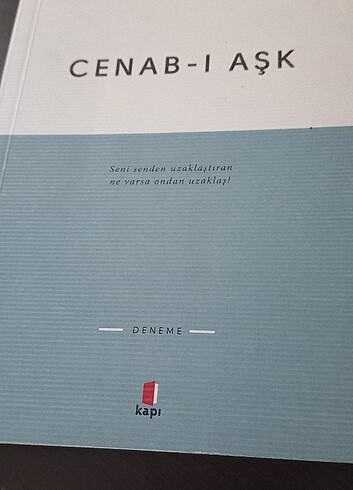 CENAB-I AŞK
Seni senden uzaklaştıran
ne varsa ondan uzaklaş!
DENEME
kapı